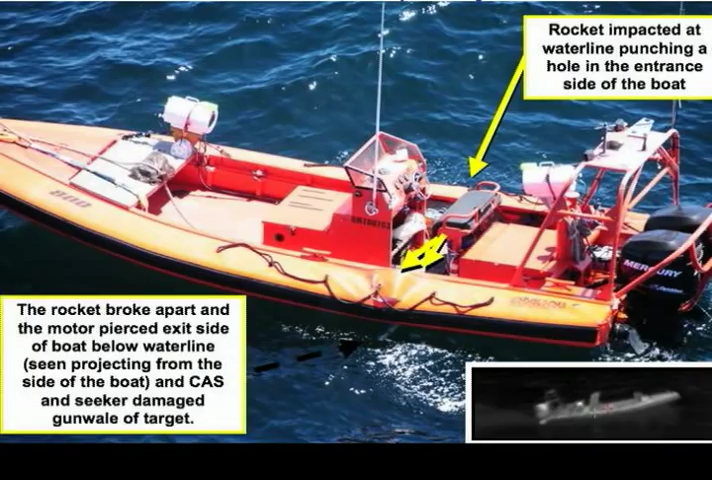 Rocket impacted at
waterline punching a
hole in the entrance
side of the boat
MERCURY
The rocket broke apart and
the motor pierced exit side
of boat below waterline
(seen projecting from the
side of the boat) and CAS
and seeker damaged
gunwale of target.